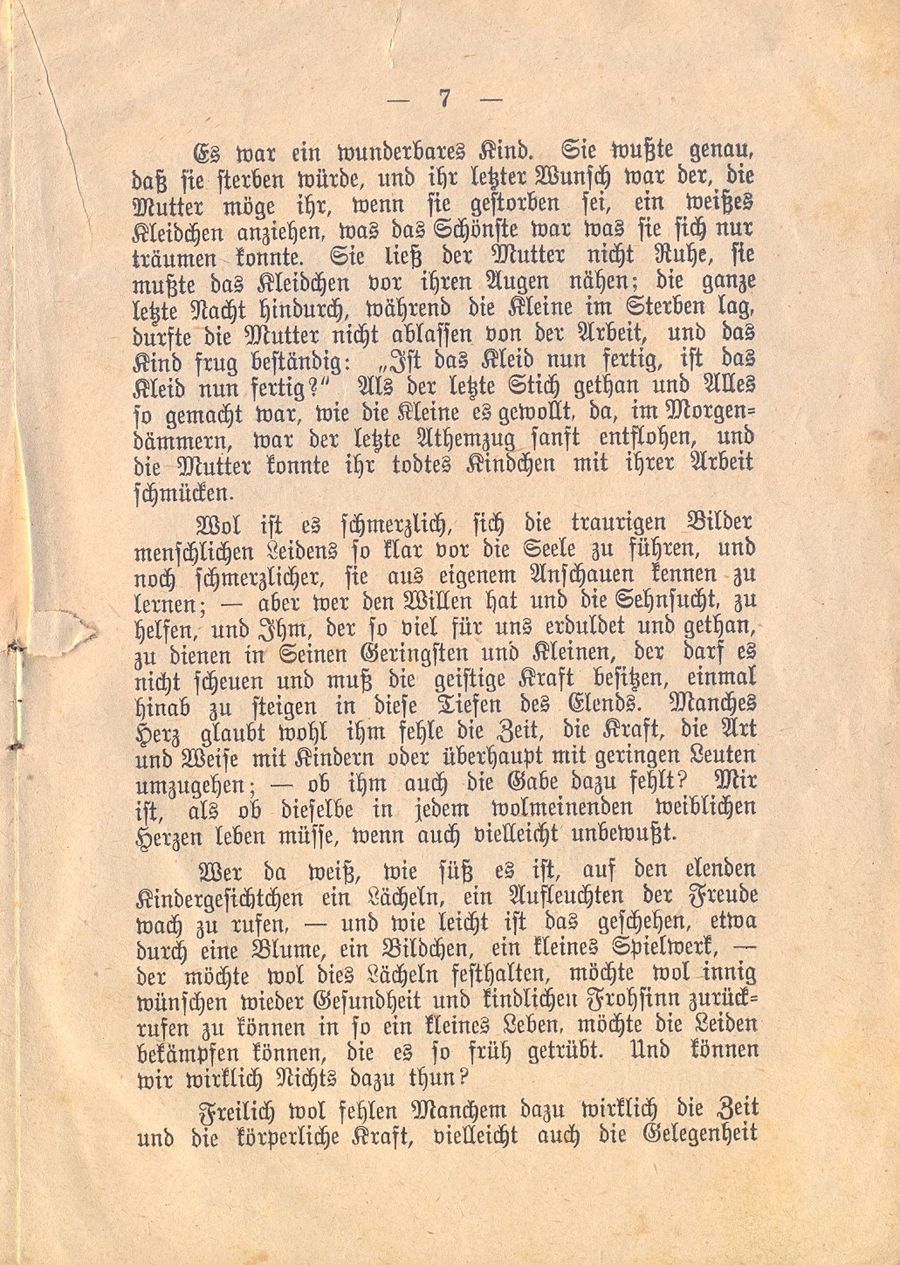 — 7 —
Es war ein wunderbares Kind. Sie wußte genau,
daß sie sterben würde, und ihr letzter Wunsch war der, die
Mutter möge ihr, wenn sie gestorben sei, ein weißes
Kleidchen anziehen, was das Schönste war was sie sich nur
träumen konnte. Sie ließ der Mutter nicht Ruhe, sie
mußte das Kleidchen vor ihren Augen nähen; die ganze
letzte Nacht hindurch, während die Kleine im Sterben lag,
durfte die Mutter nicht ablassen von der Arbeit, und das
Kind frug beständig: „Ist das Kleid nun fertig, ist das
Kleid nun fertig?“ Als der letzte Stich gethan und Alles
so gemacht war, wie die Kleine es gewollt, da, im Morgen=
dämmern, war der letzte Athemzug sanft entflohen, und
die Mutter konnte ihr todtes Kindchen mit ihrer Arbeit
schmücken.
Wol ist es schmerzlich, sich die traurigen Bilder
menschlichen Leidens so klar vor die Seele zu führen, und
noch schmerzlicher, sie aus eigenem Anschauen kennen zu
lernen; — aber wer den Willen hat und die Sehnsucht, zu
helfen, und Ihm, der so viel für uns erduldet und gethan,
zu dienen in Seinen Geringsten und Kleinen, der darf es
nicht scheuen und muß die geistige Kraft besitzen, einmal
hinab zu steigen in diese Tiefen des Elends. Manches
Herz glaubt wohl ihm fehle die Zeit, die Kraft, die Art
und Weise mit Kindern oder überhaupt mit geringen Leuten
umzugehen; — ob ihm auch die Gabe dazu fehlt? Mir
ist, als ob dieselbe in jedem wolmeinenden weiblichen
Herzen leben müsse, wenn auch vielleicht unbewußt.
Wer da weiß, wie süß es ist, auf den elenden
Kindergesichtchen ein Lächeln, ein Aufleuchten der Freude
wach zu rufen, — und wie leicht ist das geschehen, etwa
durch eine Blume, ein Bildchen, ein kleines Spielwerk, —
der möchte wol dies Lächeln festhalten, möchte wol innig
wünschen wieder Gesundheit und kindlichen Frohsinn zurück=
rufen zu können in so ein kleines Leben, möchte die Leiden
bekämpfen können, die es so früh getrübt. Und können
wir wirklich Nichts dazu thun?
Freilich wol fehlen Manchem dazu wirklich die Zeit
und die körperliche Kraft, vielleicht auch die Gelegenheit